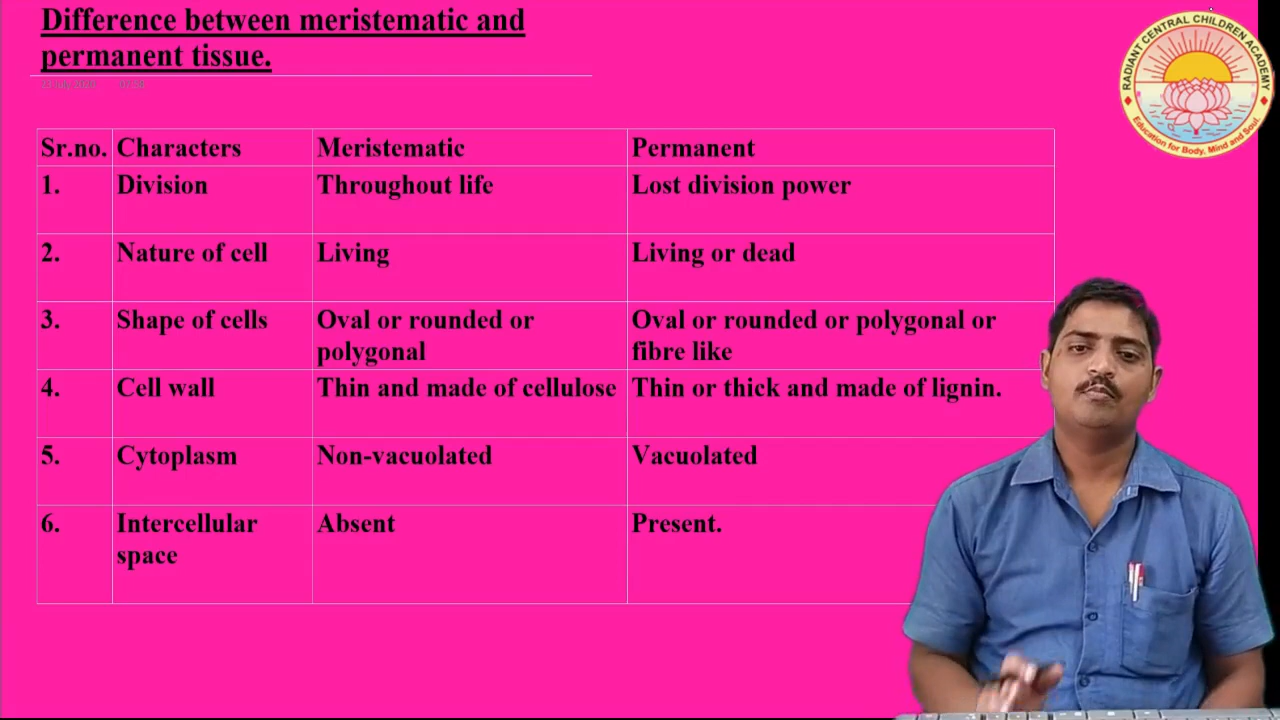 Difference between meristematic and
permanent tissue.
Sr.no. Characters Meristematic Permanent
1. Division Throughout life Lost division power
2. Nature of cell Living Living or dead
3. Shape of cells Oval or rounded or polygonal Oval or rounded or polygonal or fibre like
4. Cell wall Thin and made of cellulose Thin or thick and made of lignin.
5. Cytoplasm Non-vacuolated Vacuolated
6. Intercellular space Absent Present.
RADIANT CENTRAL CHILDREN ACADEMY
Education for Body, Mind and Soul.